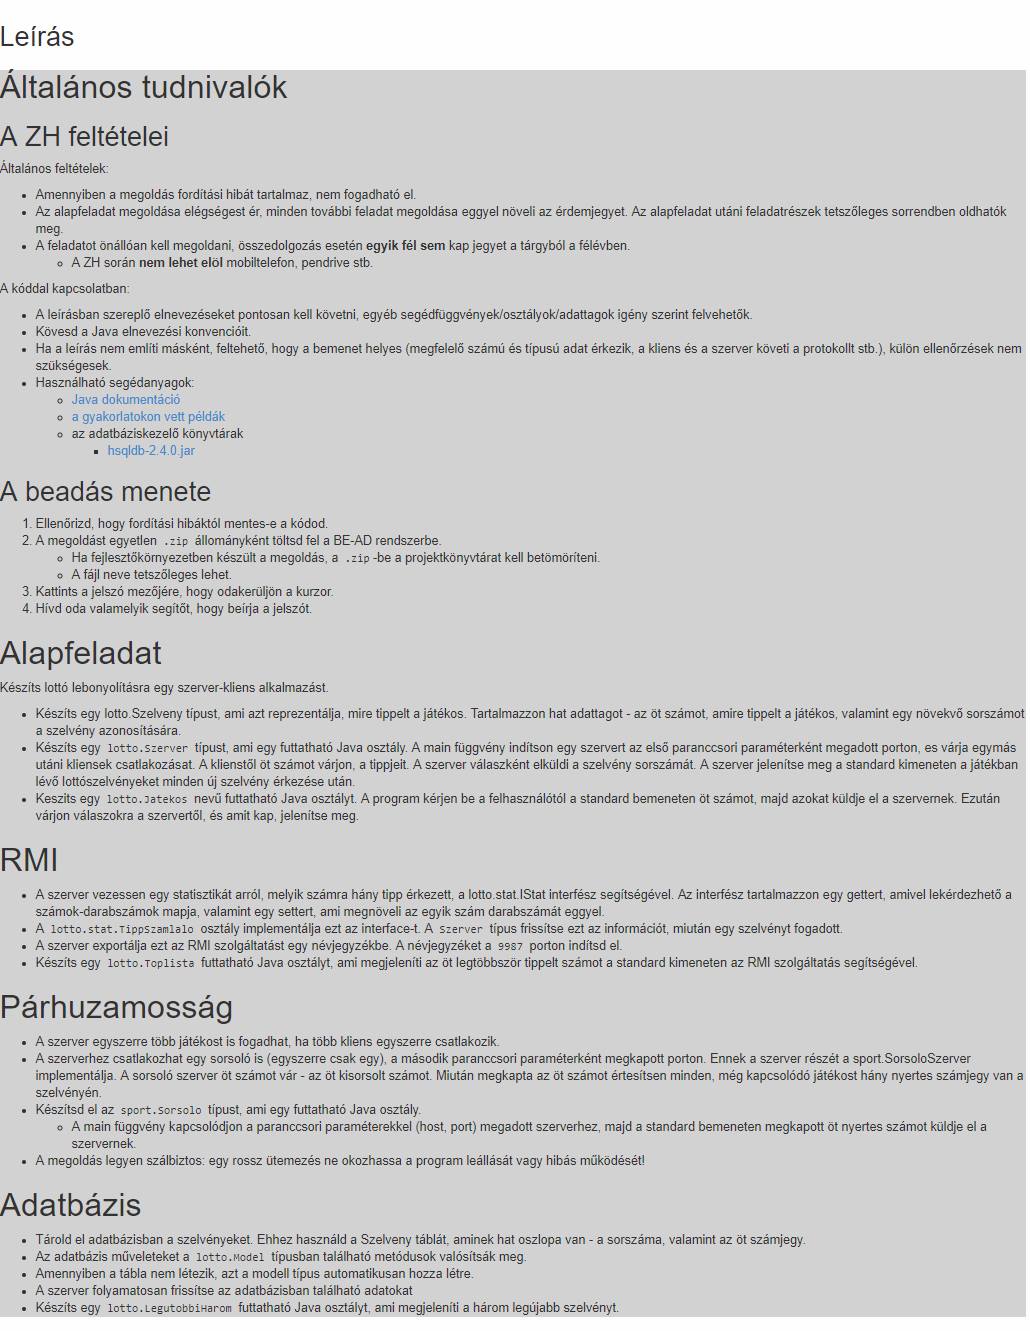 Leírás
Általános tudnivalók
A ZH feltételei
Általános feltételek:
Amennyiben a megoldás fordítási hibát tartalmaz, nem fogadható el.
Az alapfeladat megoldása elégségest ér, minden további feladat megoldása eggyel növeli az érdemjegyet. Az alapfeladat utáni feladatrészek tetszőleges sorrendben oldhatók
meg.
A feladatot önállóan kell megoldani, összedolgozás esetén egyik fél sem kap jegyet a tárgyból a félévben.
A ZH során nem lehet elöl mobiltelefon, pendrive stb.
A kóddal kapcsolatban:
A leírásban szereplő elnevezéseket pontosan kell követni, egyéb segédfüggvények/osztályok/adattagok igény szerint felvehetők.
Kövesd a Java elnevezési konvencióit.
Ha a leírás nem említi másként, feltehető, hogy a bemenet helyes (megfelelő számú és típusú adat érkezik, a kliens és a szerver követi a protokollt stb.), külön ellenőrzések nem
szükségesek.
Használható segédanyagok:
Java dokumentáció
a gyakorlatokon vett példák
az adatbáziskezelő könyvtárak
hsqldb-2.4.0.jar
A beadás menete
1. Ellenőrizd, hogy fordítási hibáktól mentes-e a kódod.
2. A megoldást egyetlen .zip állományként töltsd fel a BE-AD rendszerbe.
Ha fejlesztőkörnyezetben készült a megoldás, a .zip -be a projektkönyvtárat kell betömöríteni.
A fájl neve tetszőleges lehet.
3. Kattints a jelszó mezőjére, hogy odakerüljön a kurzor.
4. Hívd oda valamelyik segítőt, hogy beírja a jelszót.
Alapfeladat
Készíts lottó lebonyolításra egy szerver-kliens alkalmazást.
Készíts egy lotto.Szelveny típust, ami azt reprezentálja, mire tippelt a játékos. Tartalmazzon hat adattagot - az öt számot, amire tippelt a játékos, valamint egy növekvő sorszámot
a szelvény azonosítására.
Készíts egy lotto.Szerver típust, ami egy futtatható Java osztály. A main függvény indítson egy szervert az első paranccsori paraméterként megadott porton, es várja egymás
utáni kliensek csatlakozásat. A klienstől öt számot várjon, a tippjeit. A szerver válaszként elküldi a szelvény sorszámát. A szerver jelenítse meg a standard kimeneten a játékban
lévő lottószelvényeket minden új szelvény érkezése után.
Keszits egy lotto.Jatekos nevű futtatható Java osztályt. A program kérjen be a felhasználótól a standard bemeneten öt számot, majd azokat küldje el a szervernek. Ezután
várjon válaszokra a szervertől, és amit kap, jelenítse meg.
RMI
A szerver vezessen egy statisztikát arról, melyik számra hány tipp érkezett, a lotto.stat.IStat interfész segítségével. Az interfész tartalmazzon egy gettert, amivel lekérdezhető a
számok-darabszámok mapja, valamint egy settert, ami megnöveli az egyik szám darabszámát eggyel.
A lotto.stat.TippSzamlalo osztály implementálja ezt az interface-t. A Szerver típus frissítse ezt az információt, miután egy szelvényt fogadott.
A szerver exportálja ezt az RMI szolgáltatást egy névjegyzékbe. A névjegyzéket a 9987 porton indítsd el.
Készíts egy lotto.Toplista futtatható Java osztályt, ami megjeleníti az öt legtöbbször tippelt számot a standard kimeneten az RMI szolgáltatás segítségével.
Párhuzamosság
A szerver egyszerre több játékost is fogadhat, ha több kliens egyszerre csatlakozik.
A szerverhez csatlakozhat egy sorsoló is (egyszerre csak egy), a második paranccsori paraméterként megkapott porton. Ennek a szerver részét a sport.SorsoloSzerver
implementálja. A sorsoló szerver öt számot vár - az öt kisorsolt számot. Miután megkapta az öt számot értesítsen minden, még kapcsolódó játékost hány nyertes számjegy van a
szelvényén.
Készítsd el az sport.Sorsolo típust, ami egy futtatható Java osztály.
A main függvény kapcsolódjon a paranccsori paraméterekkel (host, port) megadott szerverhez, majd a standard bemeneten megkapott öt nyertes számot küldje el a
szervernek.
A megoldás legyen szálbiztos: egy rossz ütemezés ne okozhassa a program leállását vagy hibás működését!
Adatbázis
Tárold el adatbázisban a szelvényeket. Ehhez használd a Szelveny táblát, aminek hat oszlopa van - a sorszáma, valamint az öt számjegy.
Az adatbázis műveleteket a lotto.Model típusban található metódusok valósítsák meg.
Amennyiben a tábla nem létezik, azt a modell típus automatikusan hozza létre.
A szerver folyamatosan frissítse az adatbázisban található adatokat
Készíts egy lotto.LegutobbiHarom futtatható Java osztályt, ami megjeleníti a három legújabb szelvényt.